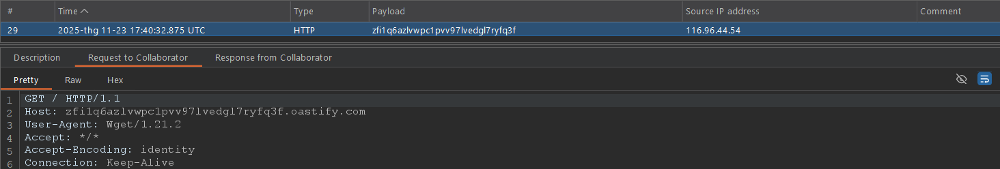 # Time Type Payload Source IP address Comment
29 2025-thg 11-23 17:40:32.875 UTC HTTP zfi1q6azlvwpc1pvv97lvedgl7ryfq3f 116.96.44.54
Description Request to Collaborator Response from Collaborator
Pretty Raw Hex
1 GET / HTTP/1.1
2 Host: zfi1q6azlvwpc1pvv97lvedgl7ryfq3f.oastify.com
3 User-Agent: Wget/1.21.2
4 Accept: */*
5 Accept-Encoding: identity
6 Connection: Keep-Alive